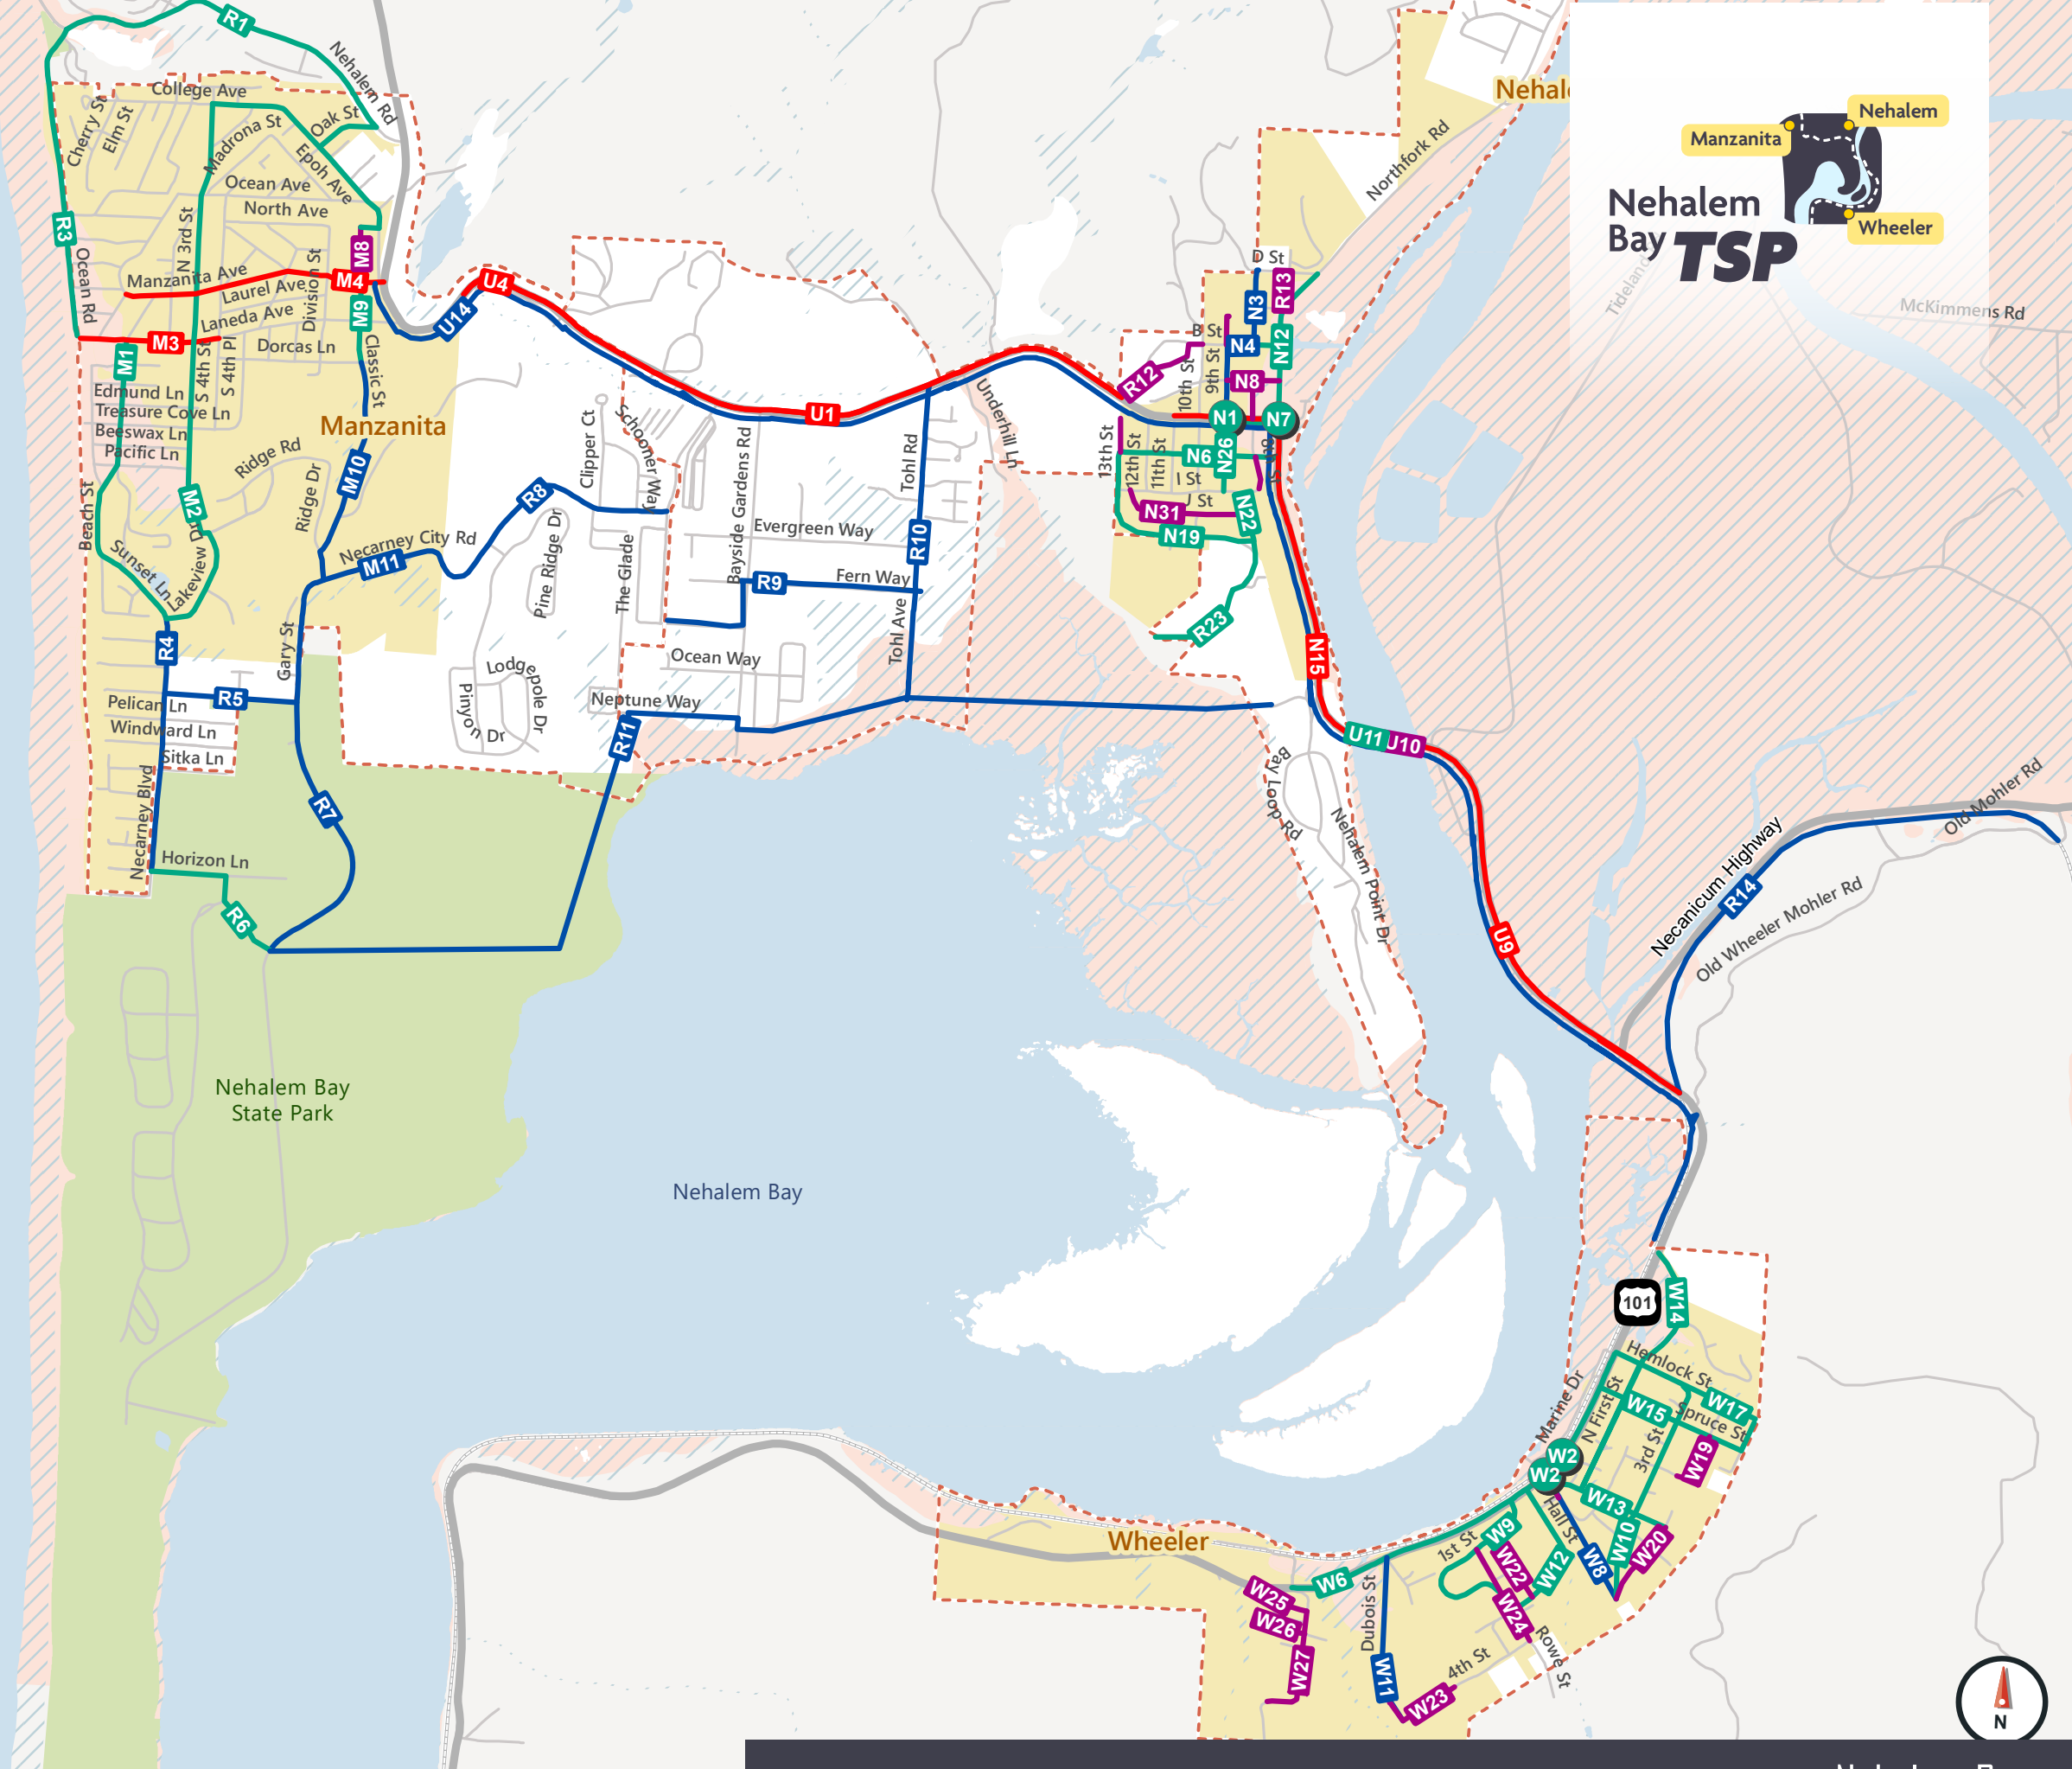 R1
Nehalem Rd
College Ave
Cherry St
Elm St
Madrona St
Oak St
Epoh Ave
Ocean Ave
North Ave
N 3rd St
R3
Ocean Rd
M8
Manzanita Ave
M4
Laurel Ave
Division St
M9
Laneda Ave
M3
Dorcas Ln
Classic St
M1
S 4th St
S 4th Pl
Edmund Ln
Treasure Cove Ln
Beeswax Ln
Pacific Ln
Manzanita
Ridge Rd
Ridge Dr
M10
M2
Beach St
Sunset Ln
Lakeview Dr
Necarney City Rd
M11
R8
R4
Gary St
R5
Pelican Ln
Windward Ln
Sitka Ln
Necarney Blvd
R7
Horizon Ln
R6
Nehalem Bay
State Park
U14
U4
U1
Clipper Ct
Schooner Way
Bayside Gardens Rd
Tohl Rd
Underhill Ln
Pine Ridge Dr
The Glade
Evergreen Way
R10
R9
Fern Way
Tohl Ave
Ocean Way
Lodgepole Dr
Pinyon Dr
Neptune Way
R11
Nehalem Bay
Nehal
Northfork Rd
D St
R13
N3
B St
N4
N12
R12
10th St
9th St
N8
N1
N7
13th St
12th St
11th St
N6
N26
I St
J St
N31
N22
N19
R23
N15
U11
U10
Bay Loop Rd
Nehalem Point Dr
U9
Necanicum Highway
R14
Old Mohler Rd
Old Wheeler Mohler Rd
Tideland
McKimmens Rd
Nehalem
Manzanita
Wheeler
Nehalem
Bay TSP
101
W14
Hemlock St
Marine Dr
N First St
W15
W17
Spruce St
3rd St
W19
W2
W2
W13
Hall St
W10
W20
W8
W12
W9
1st St
W22
W24
Wheeler
W6
W25
W26
W27
Dubois St
W11
W23
4th St
Rowe St
N